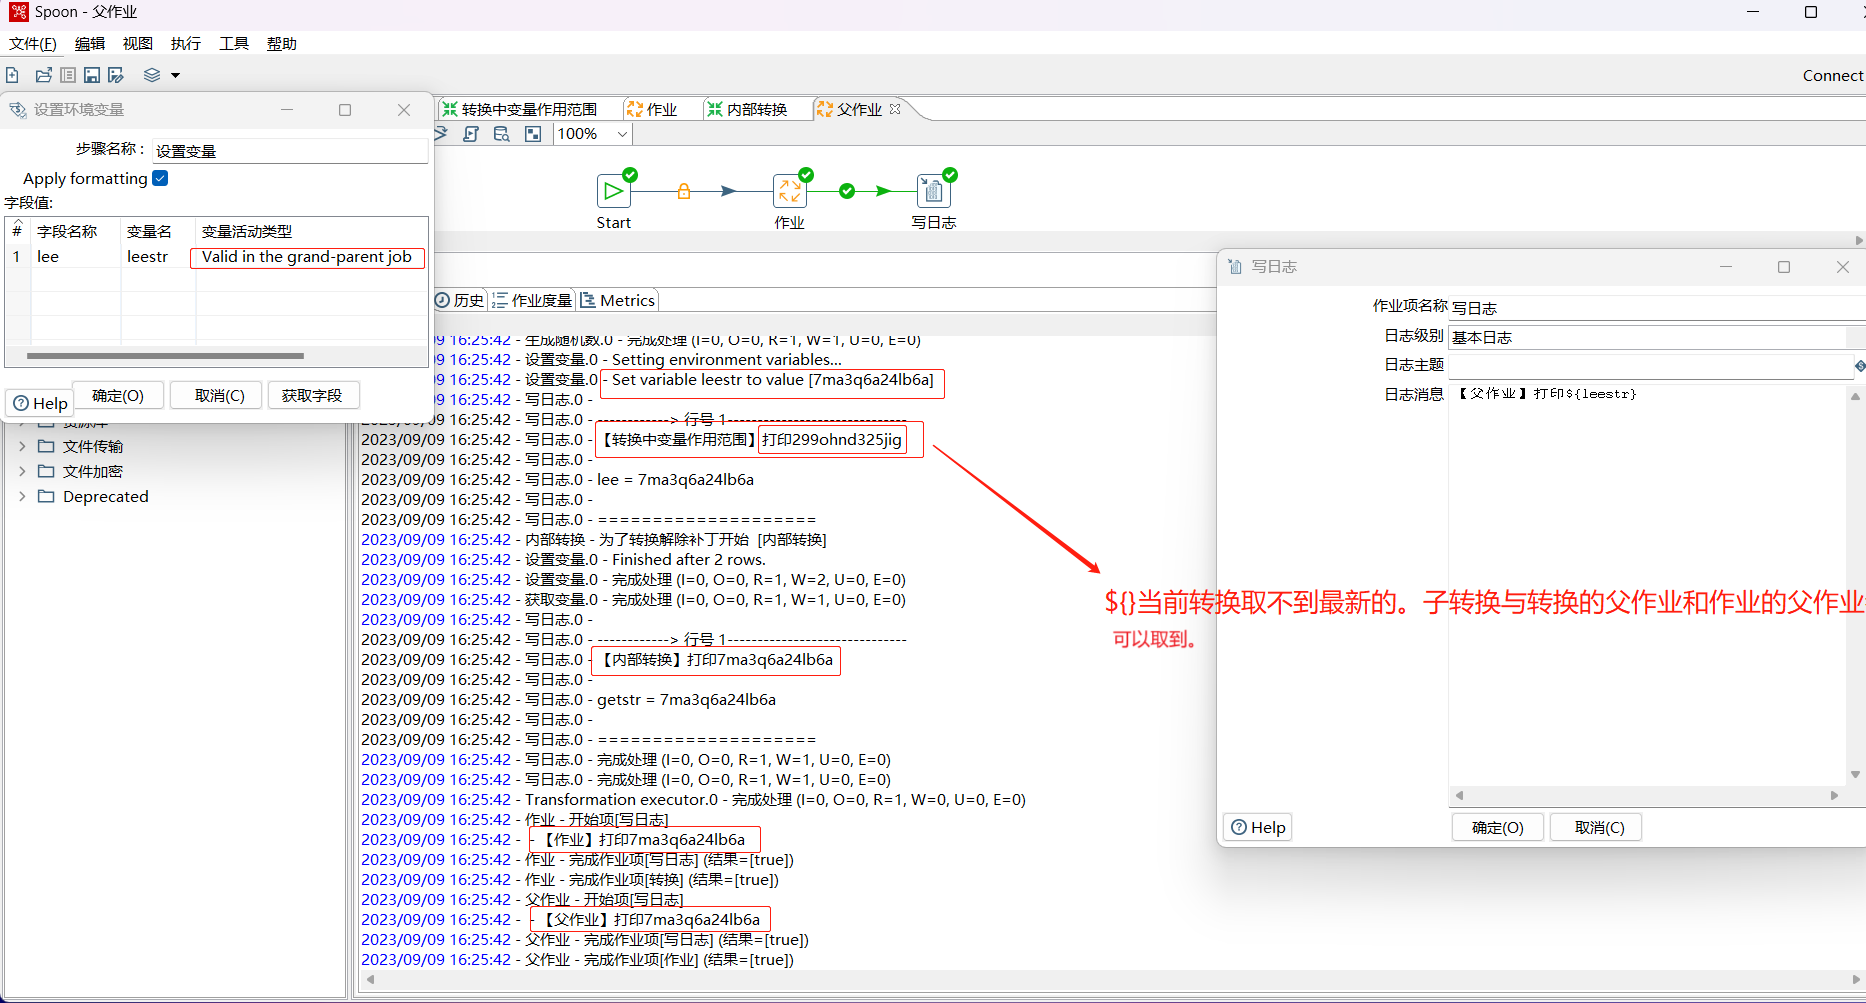 Spoon - 父作业
文件(F) 编辑 视图 执行 工具 帮助
Connect
设置环境变量
步骤名称 : 设置变量
Apply formatting
字段值:
# 字段名称 变量名 变量活动类型
1 lee leestr Valid in the grand-parent job
Help 确定(O) 取消(C) 获取字段
资源库
文件传输
文件加密
Deprecated
转换中变量作用范围 作业 内部转换 父作业
100%
Start 作业 写日志
历史 作业度量 Metrics
09 16:25:42 - 生成随机数.0 - 完成处理 (I=0, O=0, R=1, W=1, U=0, E=0)
09 16:25:42 - 设置变量.0 - Setting environment variables...
09 16:25:42 - 设置变量.0 - Set variable leestr to value [7ma3q6a24lb6a]
09 16:25:42 - 写日志.0 -
09 16:25:42 - 写日志.0 - ------------> 行号 1------------------------------
2023/09/09 16:25:42 - 写日志.0 - 【转换中变量作用范围】打印299ohnd325jig
2023/09/09 16:25:42 - 写日志.0 -
2023/09/09 16:25:42 - 写日志.0 - lee = 7ma3q6a24lb6a
2023/09/09 16:25:42 - 写日志.0 -
2023/09/09 16:25:42 - 写日志.0 - ====================
2023/09/09 16:25:42 - 内部转换 - 为了转换解除补丁开始 [内部转换]
2023/09/09 16:25:42 - 设置变量.0 - Finished after 2 rows.
2023/09/09 16:25:42 - 设置变量.0 - 完成处理 (I=0, O=0, R=1, W=2, U=0, E=0)
2023/09/09 16:25:42 - 获取变量.0 - 完成处理 (I=0, O=0, R=1, W=1, U=0, E=0)
2023/09/09 16:25:42 - 写日志.0 -
2023/09/09 16:25:42 - 写日志.0 - ------------> 行号 1------------------------------
2023/09/09 16:25:42 - 写日志.0 - 【内部转换】打印7ma3q6a24lb6a
2023/09/09 16:25:42 - 写日志.0 -
2023/09/09 16:25:42 - 写日志.0 - getstr = 7ma3q6a24lb6a
2023/09/09 16:25:42 - 写日志.0 -
2023/09/09 16:25:42 - 写日志.0 - ====================
2023/09/09 16:25:42 - 写日志.0 - 完成处理 (I=0, O=0, R=1, W=1, U=0, E=0)
2023/09/09 16:25:42 - 写日志.0 - 完成处理 (I=0, O=0, R=1, W=1, U=0, E=0)
2023/09/09 16:25:42 - Transformation executor.0 - 完成处理 (I=0, O=0, R=1, W=0, U=0, E=0)
2023/09/09 16:25:42 - 作业 - 开始项[写日志]
2023/09/09 16:25:42 - - 【作业】打印7ma3q6a24lb6a
2023/09/09 16:25:42 - 作业 - 完成作业项[写日志] (结果=[true])
2023/09/09 16:25:42 - 作业 - 完成作业项[转换] (结果=[true])
2023/09/09 16:25:42 - 父作业 - 开始项[写日志]
2023/09/09 16:25:42 - - 【父作业】打印7ma3q6a24lb6a
2023/09/09 16:25:42 - 父作业 - 完成作业项[写日志] (结果=[true])
2023/09/09 16:25:42 - 父作业 - 完成作业项[作业] (结果=[true])
写日志
作业项名称 写日志
日志级别 基本日志
日志主题
日志消息 【父作业】打印${leestr}
${}当前转换取不到最新的。子转换与转换的父作业和作业的父作业
可以取到。
Help 确定(O) 取消(C)